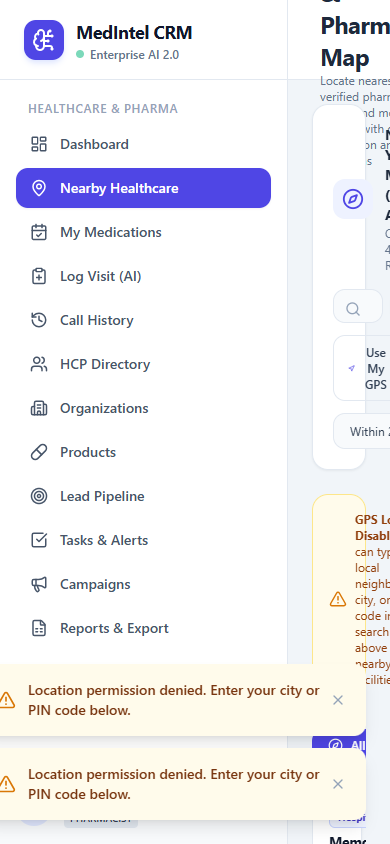 MedIntel CRM
Enterprise AI 2.0
HEALTHCARE & PHARMA
Dashboard
Nearby Healthcare
My Medications
Log Visit (AI)
Call History
HCP Directory
Organizations
Products
Lead Pipeline
Tasks & Alerts
Campaigns
Reports & Export
&
Pharm
Map
Locate neares
verified pharm
Use
My
GPS
Within 2
GPS Lo
Disabl
can typ
local
neighb
city, or
code in
search
above
nearby
cilitie
All
Location permission denied. Enter your city or
PIN code below.
Location permission denied. Enter your city or
PIN code below.
PHARMACIST
Memo